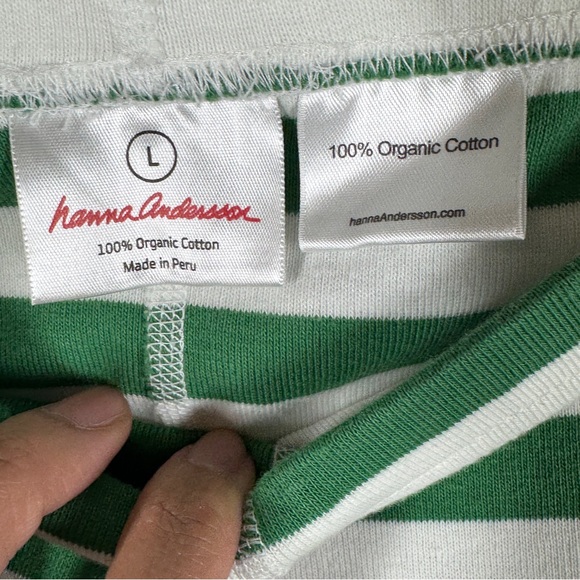 L
hanna Andersson
100% Organic Cotton
Made in Peru
100% Organic Cotton
hannaAndersson.com